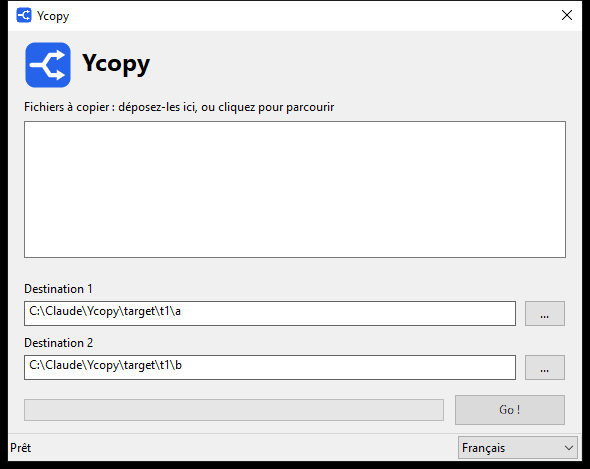 Ycopy
Ycopy
Fichiers à copier : déposez-les ici, ou cliquez pour parcourir
Destination 1
C:\Claude\Ycopy\target\t1\a
...
Destination 2
C:\Claude\Ycopy\target\t1\b
...
Go !
Prêt
Français